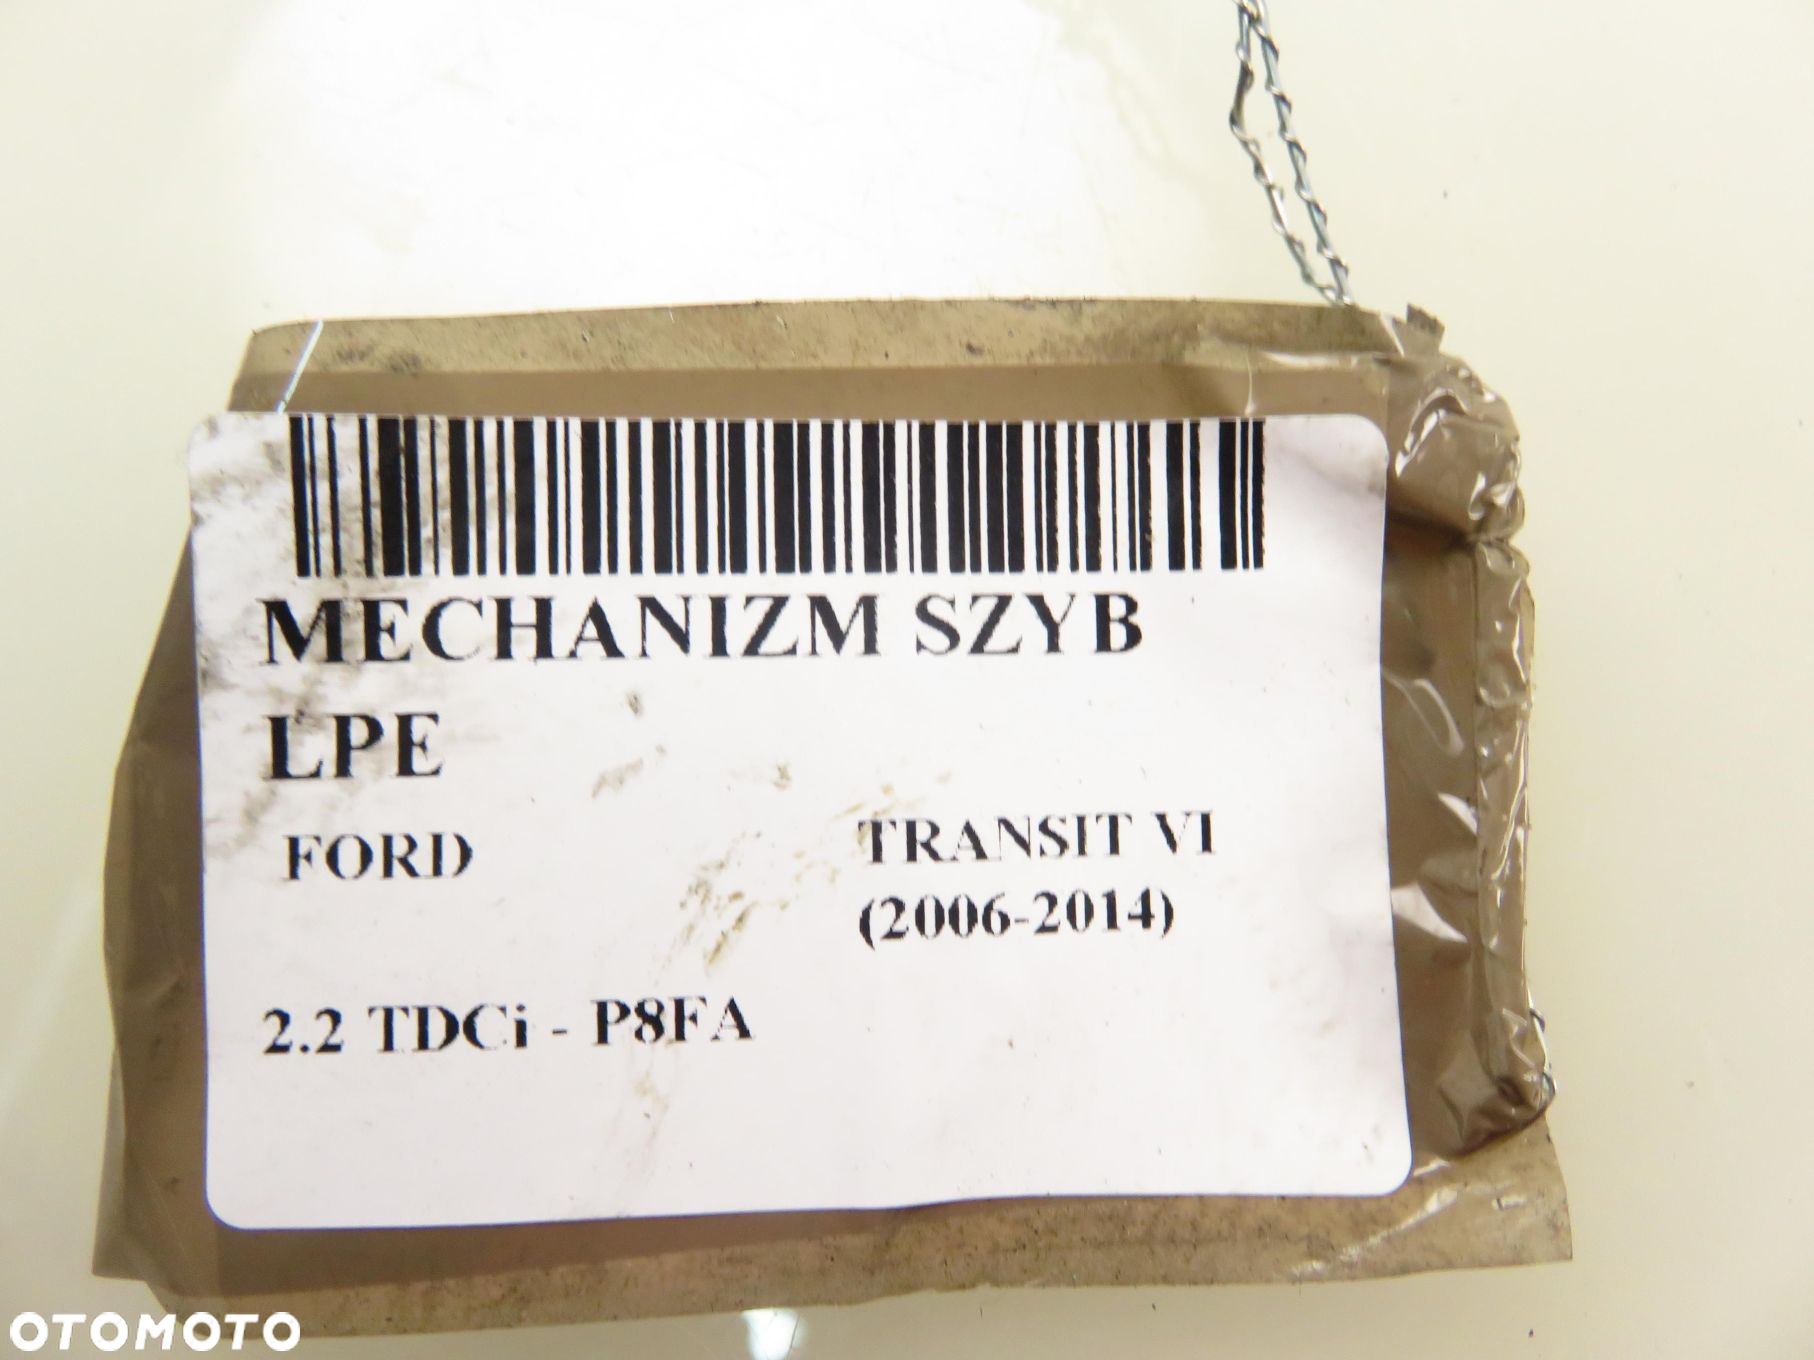 MECHANIZM SZYB
LPE
FORD
TRANSIT VI
(2006-2014)
2.2 TDCi - P8FA
OTOMOTO